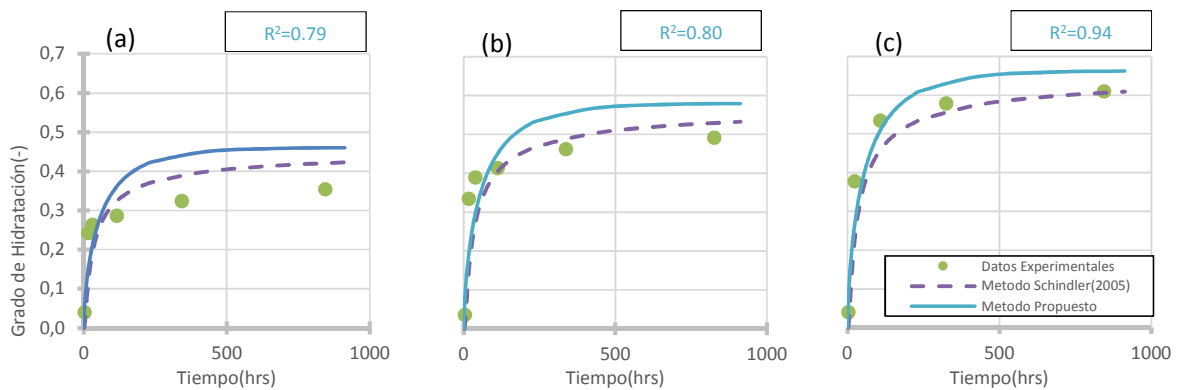 (a)
R²=0.79
(b)
R²=0.80
(c)
R²=0.94
Grado de Hidratación(-)
0,7
0,6
0,5
0,4
0,3
0,2
0,1
0,0
0
500
1000
Tiempo(hrs)
0
500
1000
Tiempo(hrs)
0
500
1000
Tiempo(hrs)
Datos Experimentales
Metodo Schindler(2005)
Metodo Propuesto